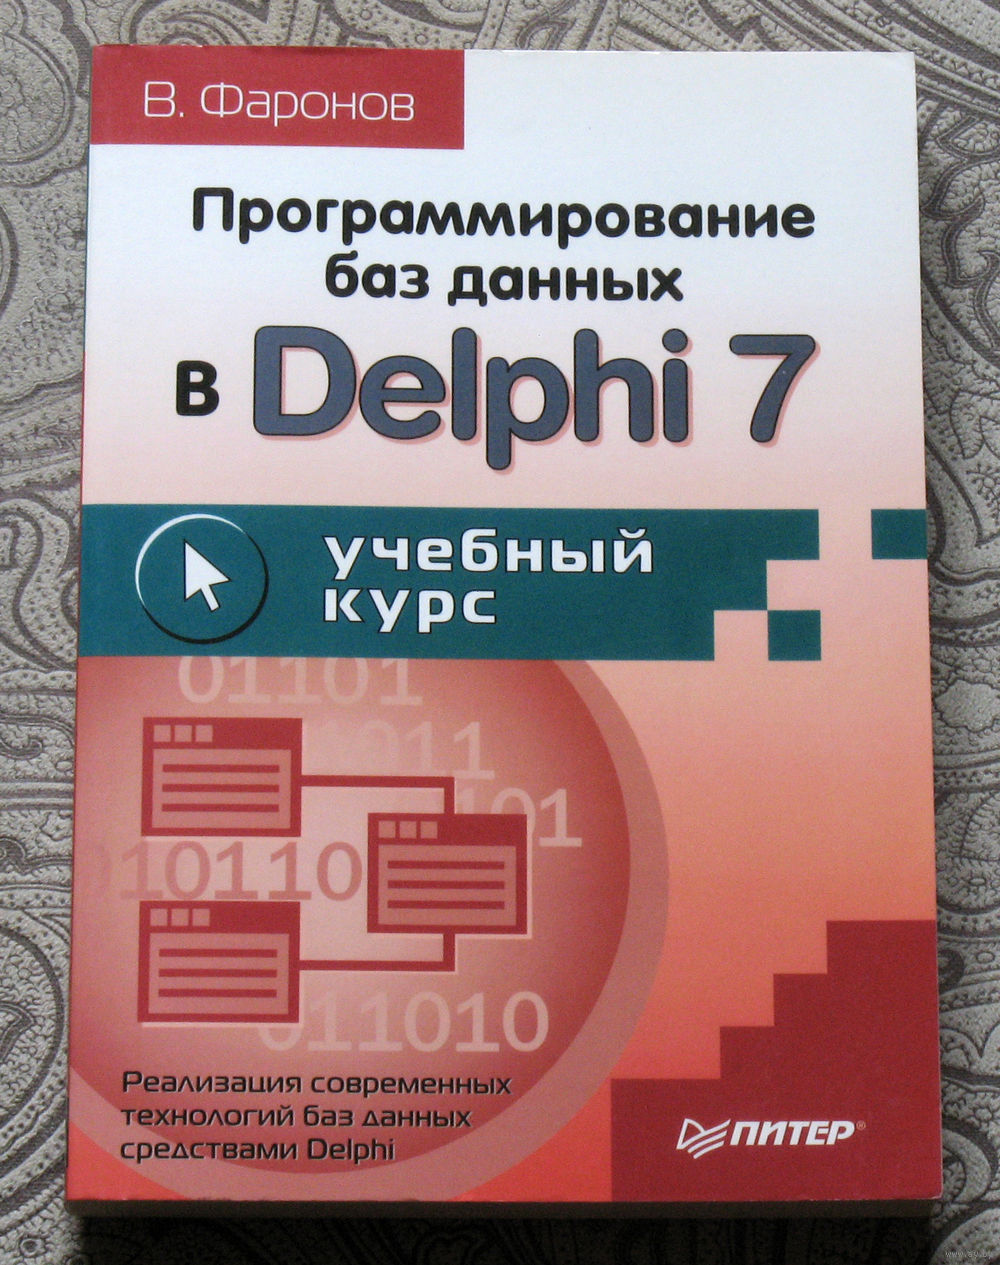 В. Фаронов
Программирование
баз данных
в Delphi 7
учебный
курс
01101
1011
101
010110
011010
Реализация современных
технологий баз данных
средствами Delphi
ПИТЕР®